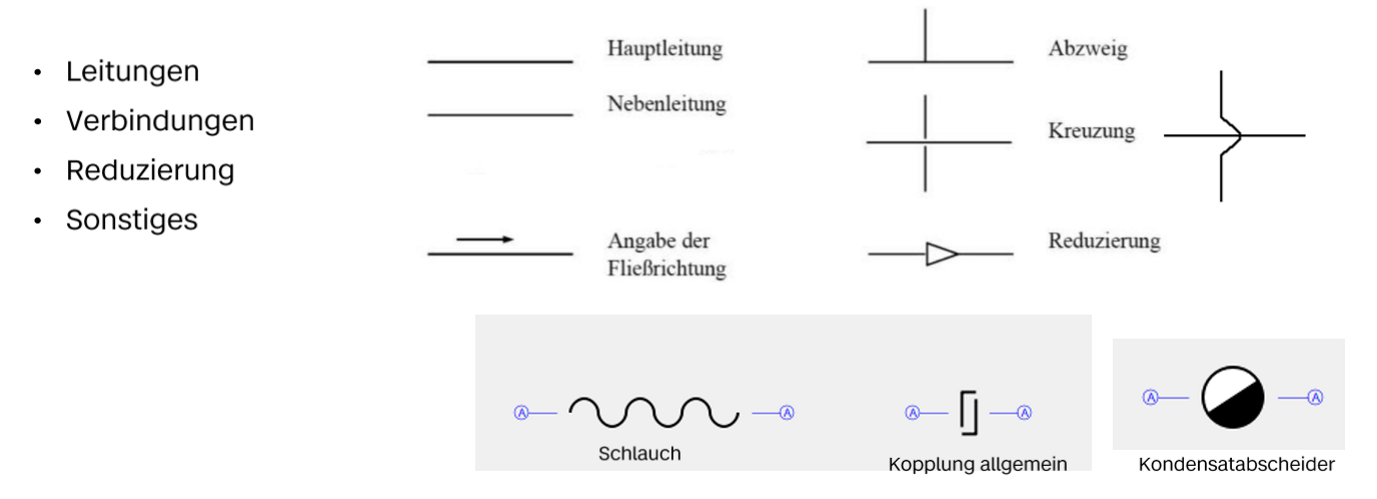 • Leitungen
• Verbindungen
• Reduzierung
• Sonstiges
Hauptleitung
Nebenleitung
Angabe der
Fließrichtung
Abzweig
Kreuzung
Reduzierung
A A
Schlauch
A A
Kopplung allgemein
A A
Kondensatabscheider